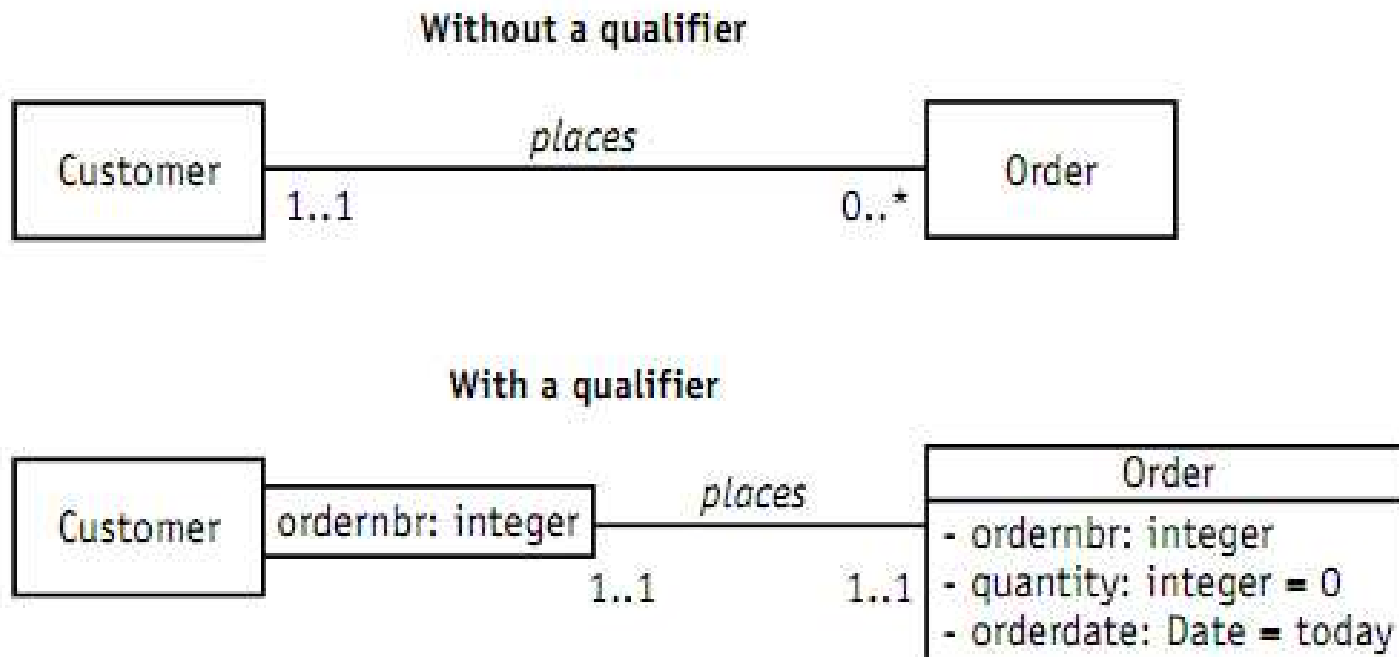 Without a qualifier
Customer
places
Order
1..1
0..*
With a qualifier
Customer
ordernbr: integer
places
1..1
1..1
Order
- ordernbr: integer
- quantity: integer = 0
- orderdate: Date = today